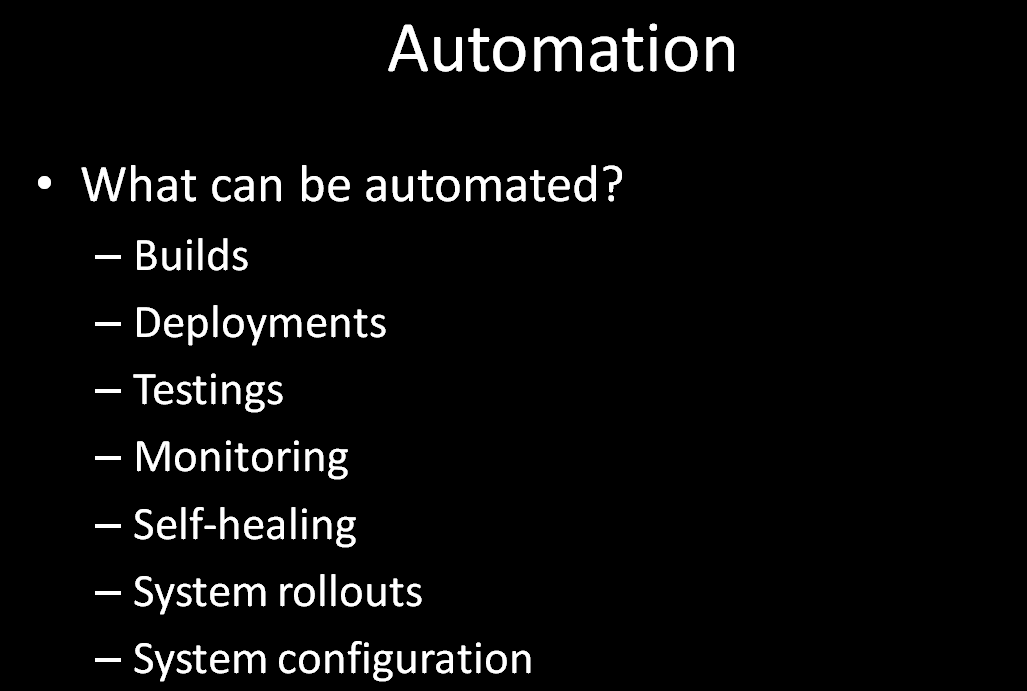 Automation
• What can be automated?
– Builds
– Deployments
– Testings
– Monitoring
– Self-healing
– System rollouts
– System configuration